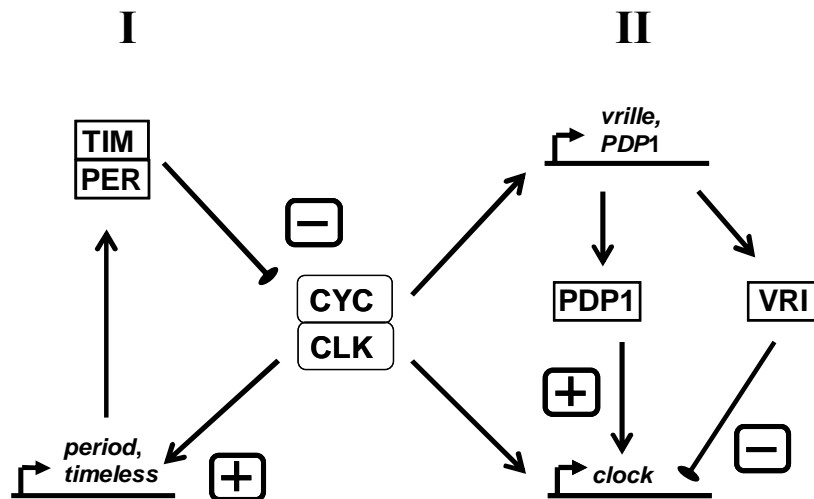 I
II
TIM
PER
vrille,
PDP1
−
CYC
CLK
PDP1
VRI
+
−
period,
timeless
+
clock